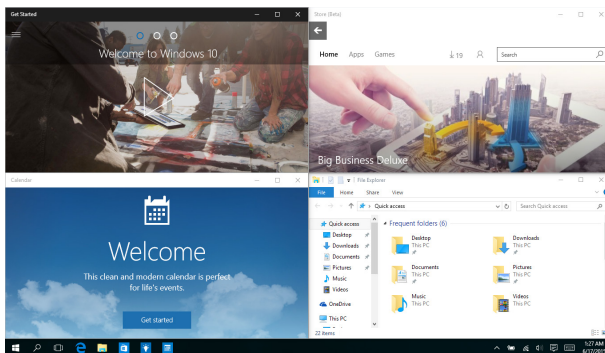 Get Started
Welcome to Windows 10
Store (Beta)
Home Apps Games 19 Search
Big Business Deluxe
Calendar
Welcome
This clean and modern calendar is perfect
for life's events.
Get started
File Explorer
File Home Share View
Quick access
Search Quick access
Quick access
Desktop
Downloads
Documents
Pictures
Music
Videos
OneDrive
This PC
22 items
Frequent folders (6)
Desktop
This PC
Downloads
This PC
Documents
This PC
Pictures
This PC
Music
This PC
Videos
This PC
1:27 AM